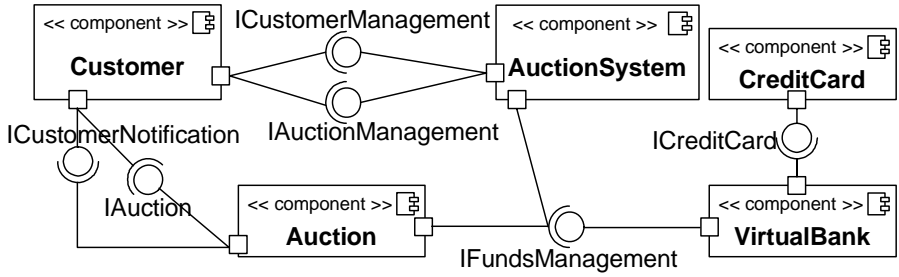 ICustomerManagement
<< component >>
Customer
<< component >>
AuctionSystem
<< component >>
CreditCard
IAuctionManagement
ICustomerNotification
ICreditCard
IAuction
<< component >>
Auction
<< component >>
VirtualBank
IFundsManagement